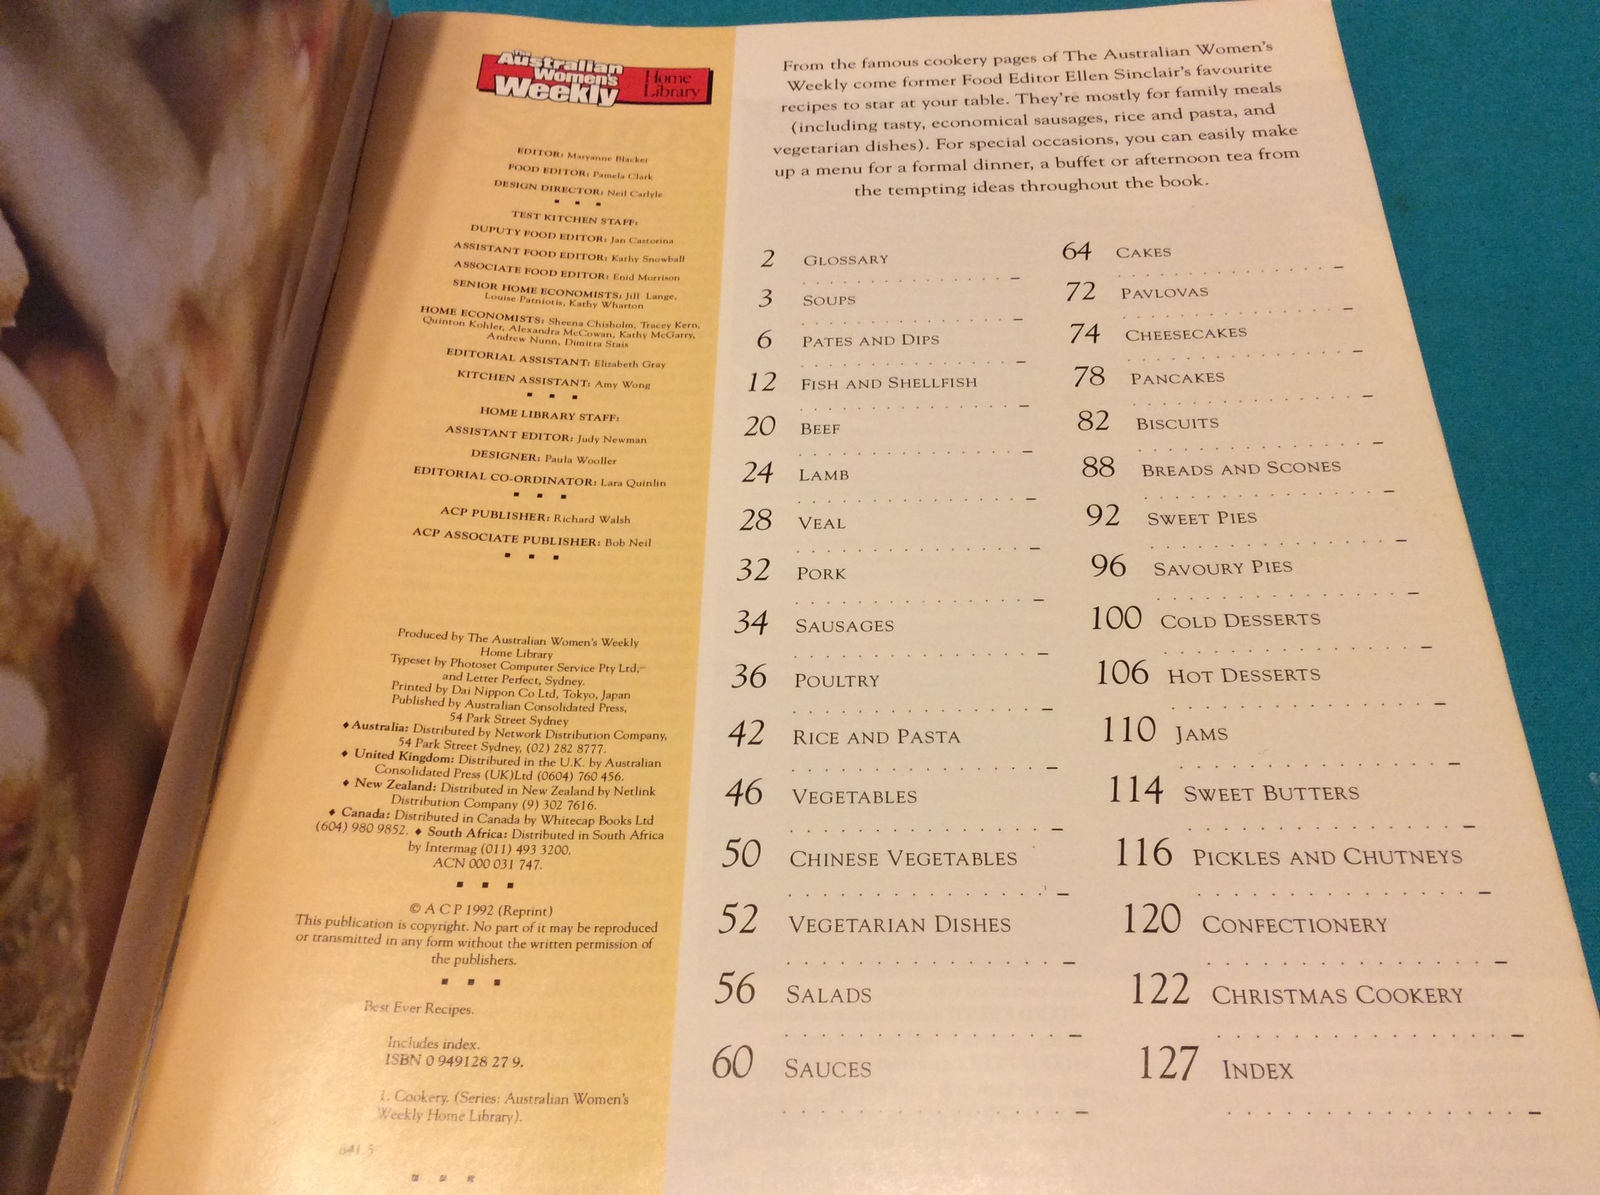 The
Australian
Women's
Weekly
Home
Library
EDITOR: Maryanne Blacker
FOOD EDITOR: Pamela Clark
DESIGN DIRECTOR: Neil Carlyle
TEST KITCHEN STAFF:
DUPUTY FOOD EDITOR: Jan Castorina
ASSISTANT FOOD EDITOR: Kathy Snowball
ASSOCIATE FOOD EDITOR: Enid Morrison
SENIOR HOME ECONOMISTS: Jill Lange,
Louise Patniotis, Kathy Wharton
HOME ECONOMISTS: Sheena Chisholm, Tracey Kern,
Quinton Kohler, Alexandra McCowan, Kathy McGarry,
Andrew Nunn, Dimitra Stais
EDITORIAL ASSISTANT: Elizabeth Gray
KITCHEN ASSISTANT: Amy Wong
HOME LIBRARY STAFF:
ASSISTANT EDITOR: Judy Newman
DESIGNER: Paula Wooller
EDITORIAL CO-ORDINATOR: Lara Quinlin
ACP PUBLISHER: Richard Walsh
ACP ASSOCIATE PUBLISHER: Bob Neil
Produced by The Australian Women's Weekly
Home Library
Typeset by Photoset Computer Service Pty Ltd,
and Letter Perfect, Sydney.
Printed by Dai Nippon Co Ltd, Tokyo, Japan
Published by Australian Consolidated Press,
54 Park Street Sydney
♦ Australia: Distributed by Network Distribution Company,
54 Park Street Sydney, (02) 282 8777.
♦ United Kingdom: Distributed in the U.K. by Australian
Consolidated Press (UK)Ltd (0604) 760 456.
♦ New Zealand: Distributed in New Zealand by Netlink
Distribution Company (9) 302 7616.
♦ Canada: Distributed in Canada by Whitecap Books Ltd
(604) 980 9852. ♦ South Africa: Distributed in South Africa
by Intermag (011) 493 3200.
ACN 000 031 747.
© A C P 1992 (Reprint)
This publication is copyright. No part of it may be reproduced
or transmitted in any form without the written permission of
the publishers.
Best Ever Recipes.
Includes index.
ISBN 0 949128 27 9.
1. Cookery. (Series: Australian Women's
Weekly Home Library).
641.5
From the famous cookery pages of The Australian Women's
Weekly come former Food Editor Ellen Sinclair's favourite
recipes to star at your table. They're mostly for family meals
(including tasty, economical sausages, rice and pasta, and
vegetarian dishes). For special occasions, you can easily make
up a menu for a formal dinner, a buffet or afternoon tea from
the tempting ideas throughout the book.
2 GLOSSARY
3 SOUPS
6 PATES AND DIPS
12 FISH AND SHELLFISH
20 BEEF
24 LAMB
28 VEAL
32 PORK
34 SAUSAGES
36 POULTRY
42 RICE AND PASTA
46 VEGETABLES
50 CHINESE VEGETABLES
52 VEGETARIAN DISHES
56 SALADS
60 SAUCES
64 CAKES
72 PAVLOVAS
74 CHEESECAKES
78 PANCAKES
82 BISCUITS
88 BREADS AND SCONES
92 SWEET PIES
96 SAVOURY PIES
100 COLD DESSERTS
106 HOT DESSERTS
110 JAMS
114 SWEET BUTTERS
116 PICKLES AND CHUTNEYS
120 CONFECTIONERY
122 CHRISTMAS COOKERY
127 INDEX